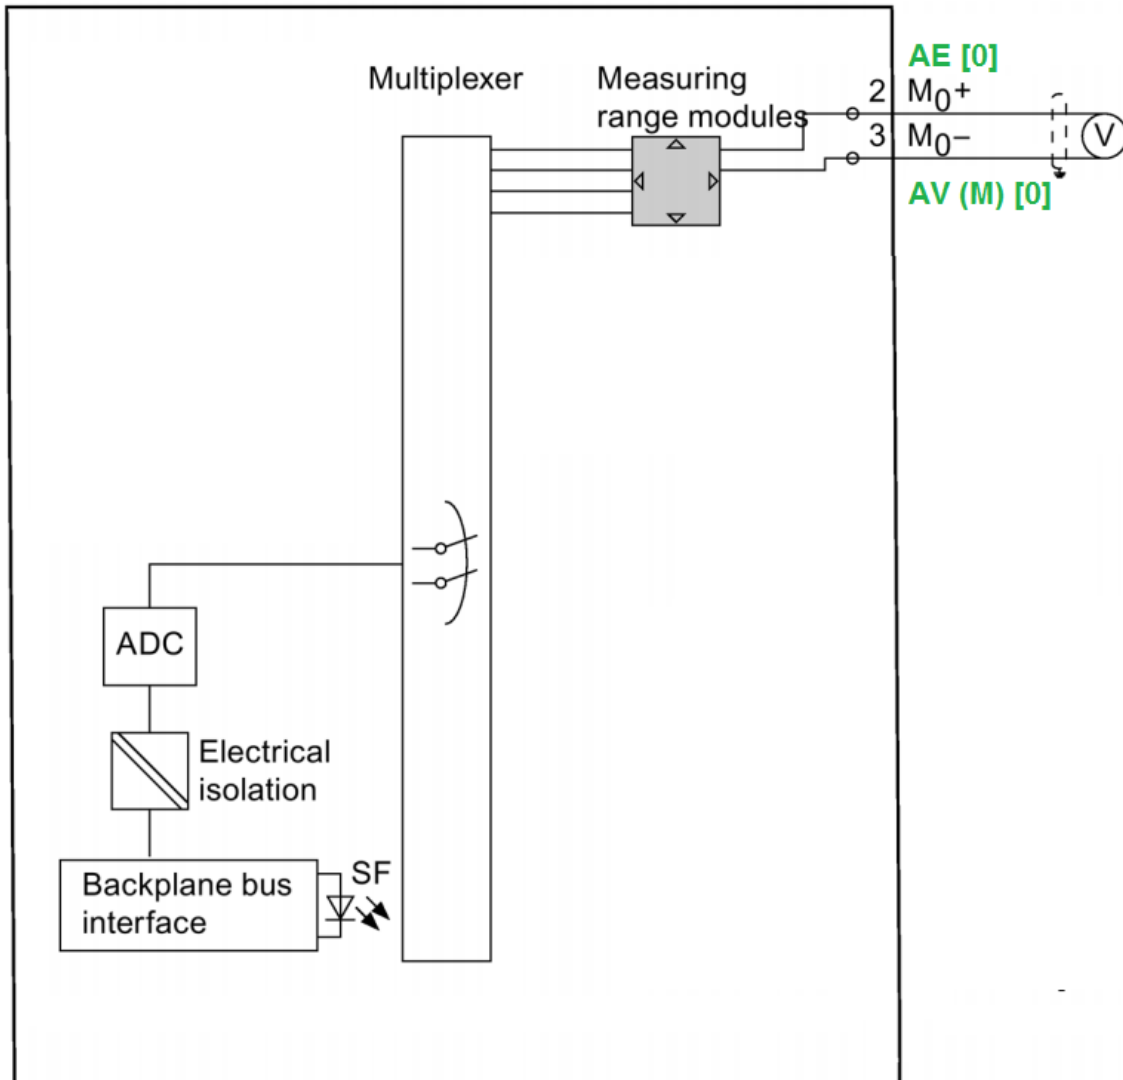 AE [0]
Multiplexer
Measuring
range modules
2 M0+
3 M0−
V
AV (M) [0]
ADC
Electrical
isolation
SF
Backplane bus
interface